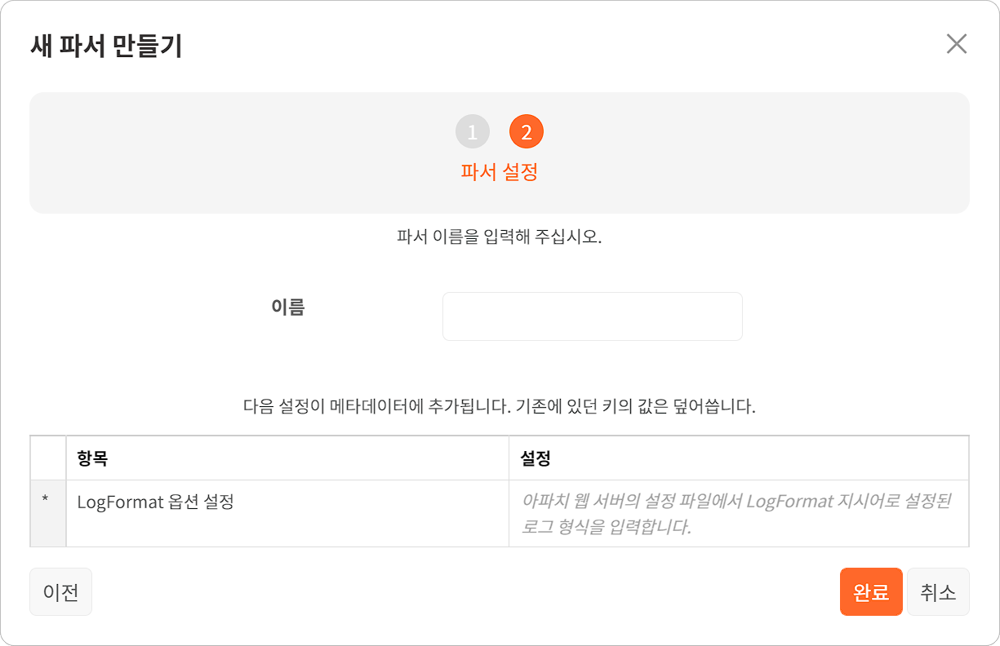 새 파서 만들기
1 2
파서 설정
파서 이름을 입력해 주십시오.
이름
다음 설정이 메타데이터에 추가됩니다. 기존에 있던 키의 값은 덮어씁니다.
항목 설정
* LogFormat 옵션 설정 아파치 웹 서버의 설정 파일에서 LogFormat 지시어로 설정된
로그 형식을 입력합니다.
이전 완료 취소